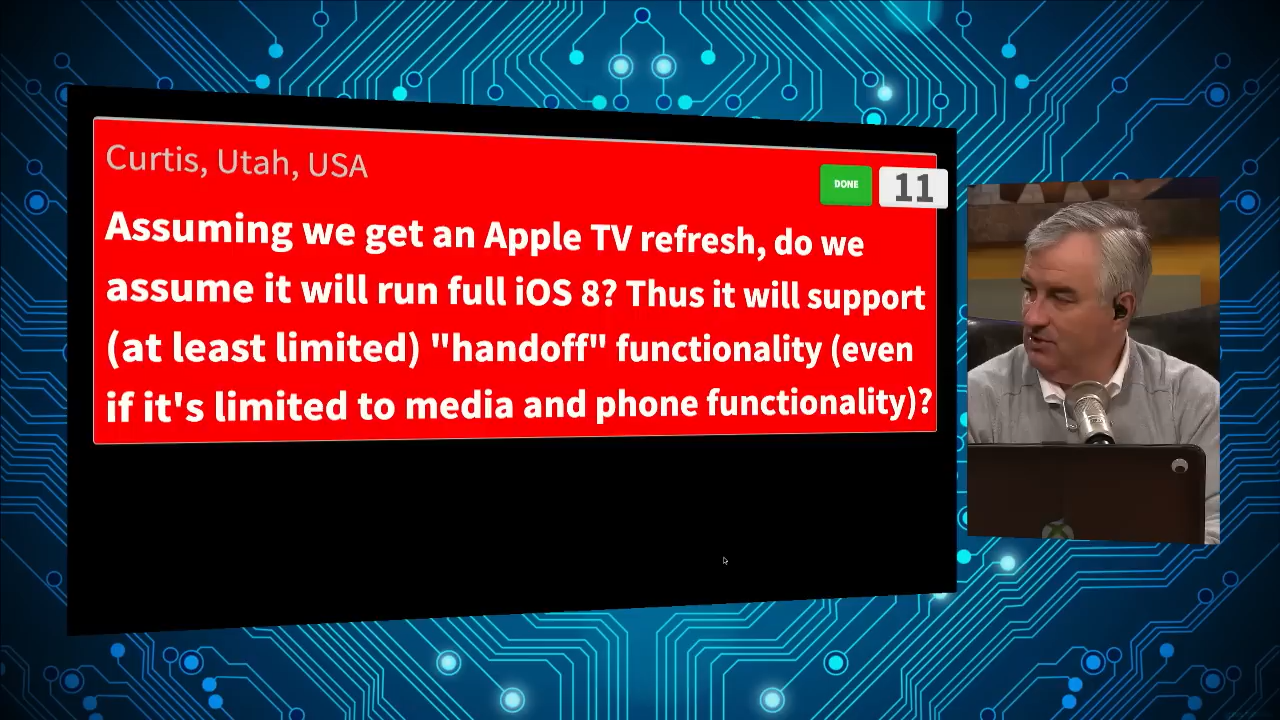 Curtis, Utah, USA
DONE
11
Assuming we get an Apple TV refresh, do we
assume it will run full iOS 8? Thus it will support
(at least limited) "handoff" functionality (even
if it's limited to media and phone functionality)?